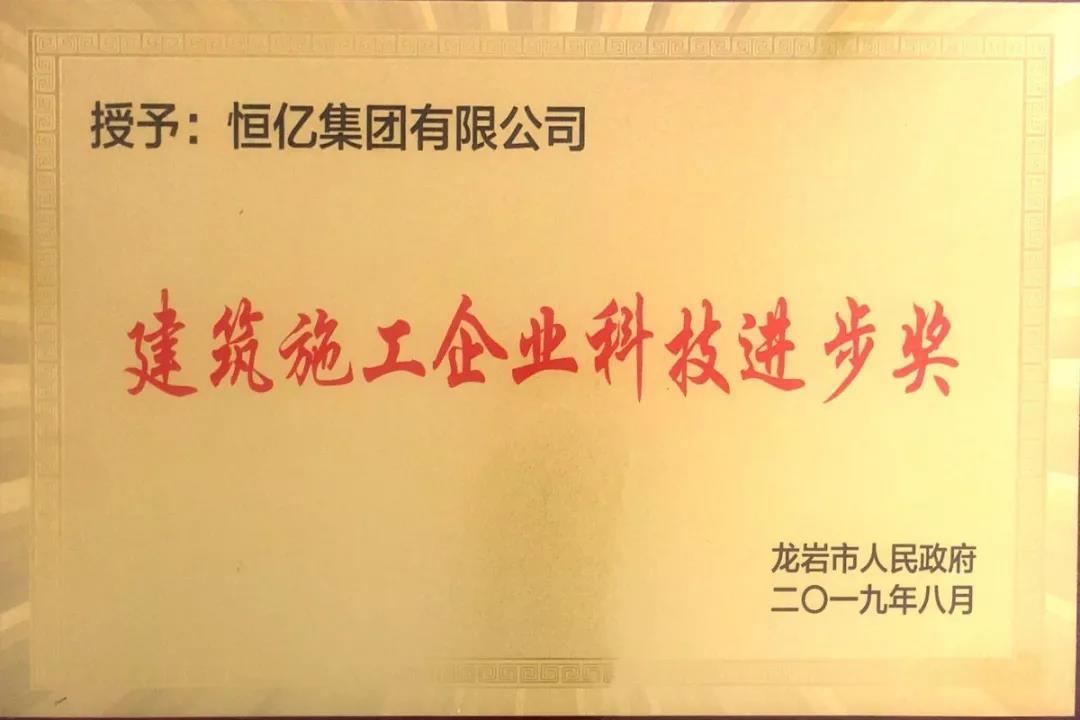 授予：恒亿集团有限公司
建筑施工企业科技进步奖
龙岩市人民政府
二〇一九年八月